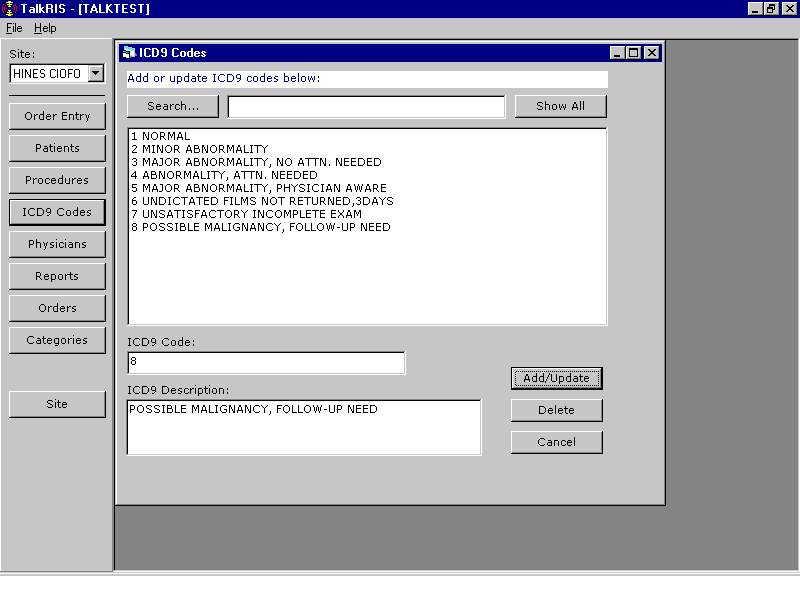 TalkRIS - [TALKTEST]
File Help
Site:
HINES CIOFO
Order Entry
Patients
Procedures
ICD9 Codes
Physicians
Reports
Orders
Categories
Site
ICD9 Codes
Add or update ICD9 codes below:
Search...
Show All
1 NORMAL
2 MINOR ABNORMALITY
3 MAJOR ABNORMALITY, NO ATTN. NEEDED
4 ABNORMALITY, ATTN. NEEDED
5 MAJOR ABNORMALITY, PHYSICIAN AWARE
6 UNDICTATED FILMS NOT RETURNED,3DAYS
7 UNSATISFACTORY INCOMPLETE EXAM
8 POSSIBLE MALIGNANCY, FOLLOW-UP NEED
ICD9 Code:
8
ICD9 Description:
POSSIBLE MALIGNANCY, FOLLOW-UP NEED
Add/Update
Delete
Cancel